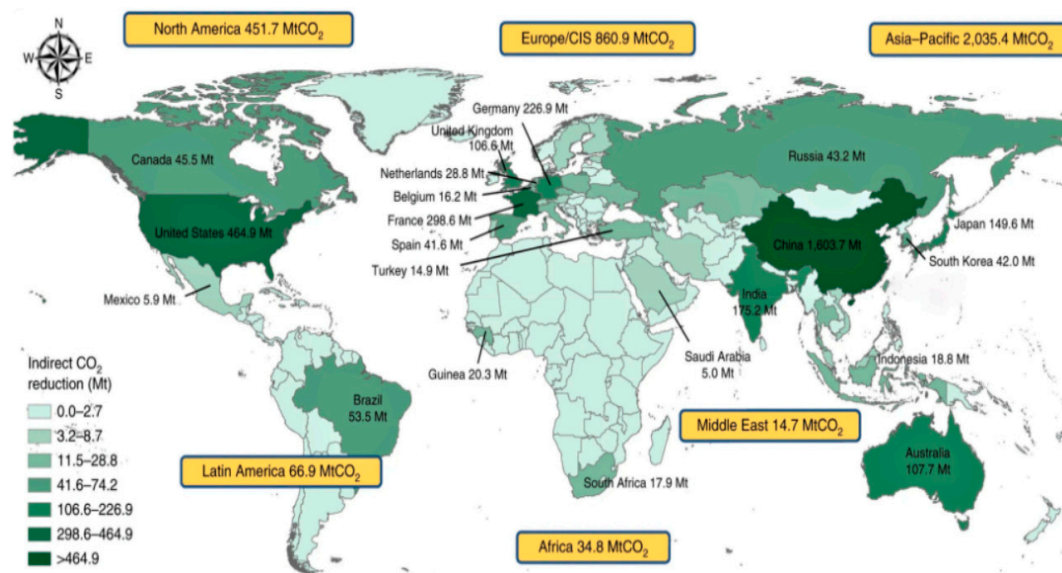 North America 451.7 MtCO₂
Europe/CIS 860.9 MtCO₂
Asia–Pacific 2,035.4 MtCO₂
N
W
E
S
Germany 226.9 Mt
United Kingdom
106.6 Mt
Canada 45.5 Mt
Russia 43.2 Mt
Netherlands 28.8 Mt
Belgium 16.2 Mt
France 298.6 Mt
United States 464.9 Mt
Japan 149.6 Mt
China 1,603.7 Mt
Spain 41.6 Mt
South Korea 42.0 Mt
Turkey 14.9 Mt
India
175.2 Mt
Mexico 5.9 Mt
Saudi Arabia
5.0 Mt
Indonesia 18.8 Mt
Guinea 20.3 Mt
Brazil
53.5 Mt
Middle East 14.7 MtCO₂
Australia
107.7 Mt
Latin America 66.9 MtCO₂
South Africa 17.9 Mt
Africa 34.8 MtCO₂
Indirect CO₂
reduction (Mt)
0.0–2.7
3.2–8.7
11.5–28.8
41.6–74.2
106.6–226.9
298.6–464.9
>464.9